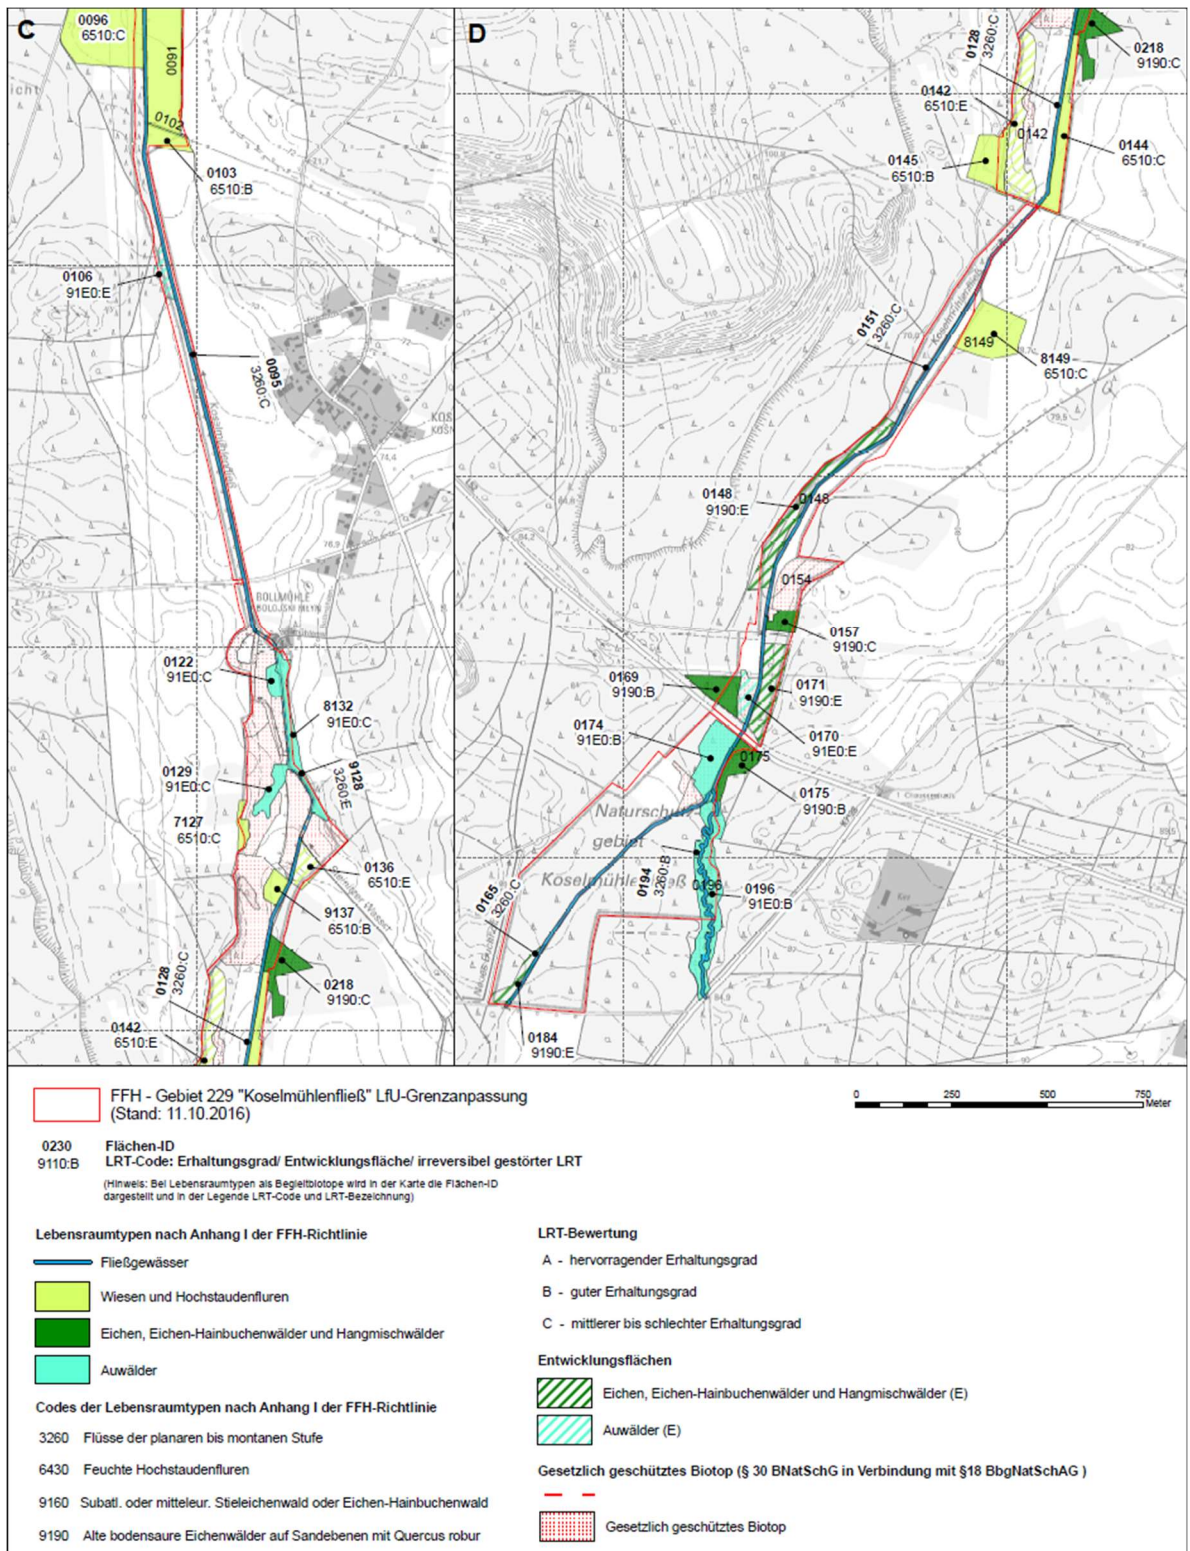 C
0096
6510:C
0091
0102
0103
6510:B
0106
91E0:E
0095
3260:C
BOLLMÜHLE
BOLOJSKI MŁYN
0122
91E0:C
8132
91E0:C
0129
91E0:C
9128
3260:E
7127
6510:C
0136
6510:E
9137
6510:B
0128
3260:C
0218
9190:C
0142
6510:E
D
0128
3260:C
0218
9190:C
0142
6510:E
0142
0144
6510:C
0145
6510:B
0151
3260:C
Koselmühlenfließ
8149
8149
6510:C
0148
9190:E
0148
0154
0157
9190:C
0169
9190:B
0171
9190:E
0170
91E0:E
0174
91E0:B
0175
0175
9190:B
Naturschutz-
gebiet
Koselmühlenfließ
0194
3260:B
0165
3260:C
0196
0196
91E0:B
0184
9190:E
FFH - Gebiet 229 "Koselmühlenfließ" LfU-Grenzanpassung
(Stand: 11.10.2016)
0 250 500 750
Meter
0230 Flächen-ID
9110:B LRT-Code: Erhaltungsgrad/ Entwicklungsfläche/ irreversibel gestörter LRT
(Hinweis: Bei Lebensraumtypen als Begleitbiotope wird in der Karte die Flächen-ID
dargestellt und in der Legende LRT-Code und LRT-Bezeichnung)
Lebensraumtypen nach Anhang I der FFH-Richtlinie
Fließgewässer
Wiesen und Hochstaudenfluren
Eichen, Eichen-Hainbuchenwälder und Hangmischwälder
Auwälder
Codes der Lebensraumtypen nach Anhang I der FFH-Richtlinie
3260 Flüsse der planaren bis montanen Stufe
6430 Feuchte Hochstaudenfluren
9160 Subatl. oder mitteleur. Stieleichenwald oder Eichen-Hainbuchenwald
9190 Alte bodensaure Eichenwälder auf Sandebenen mit Quercus robur
LRT-Bewertung
A - hervorragender Erhaltungsgrad
B - guter Erhaltungsgrad
C - mittlerer bis schlechter Erhaltungsgrad
Entwicklungsflächen
Eichen, Eichen-Hainbuchenwälder und Hangmischwälder (E)
Auwälder (E)
Gesetzlich geschütztes Biotop (§ 30 BNatSchG in Verbindung mit §18 BbgNatSchAG )
Gesetzlich geschütztes Biotop